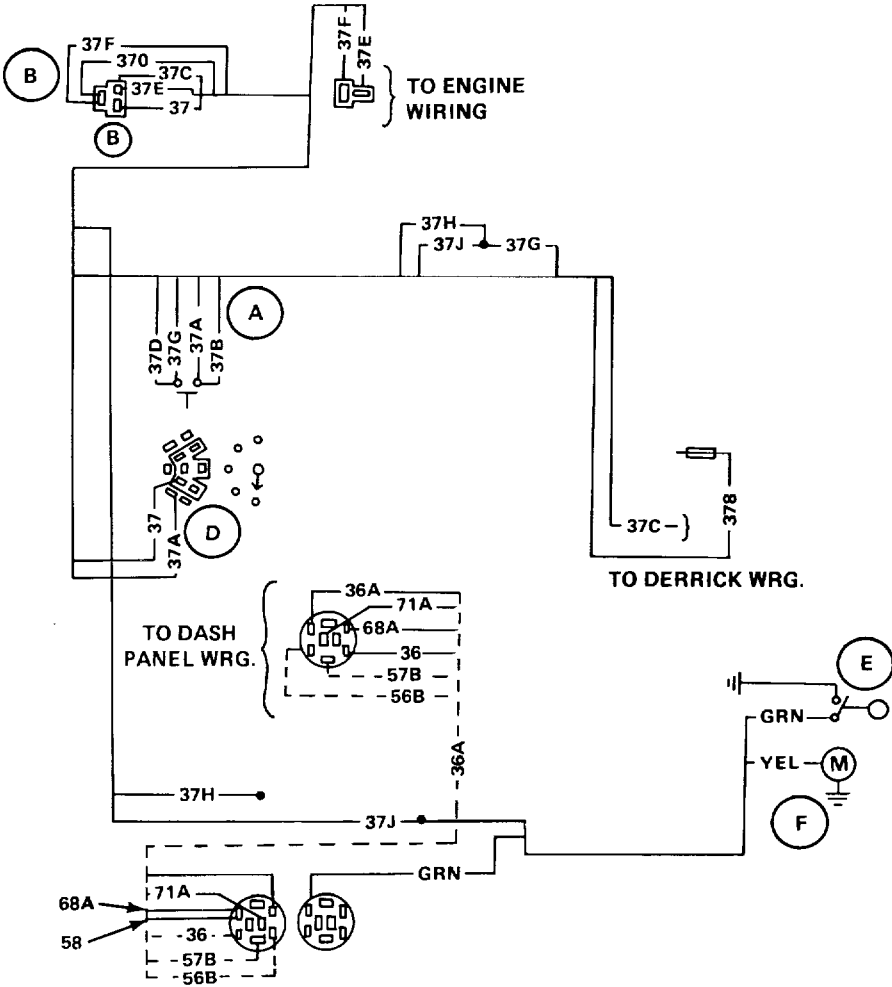 37F
370
37C
37E
37
B
B
37F
37E
TO ENGINE
WIRING
37H
37J
37G
A
37D
37G
37A
37B
37
37A
D
37C
378
TO DERRICK WRG.
TO DASH
PANEL WRG.
36A
71A
68A
36
57B
56B
36A
E
GRN
YEL
M
F
37H
37J
GRN
68A
58
71A
36
57B
56B